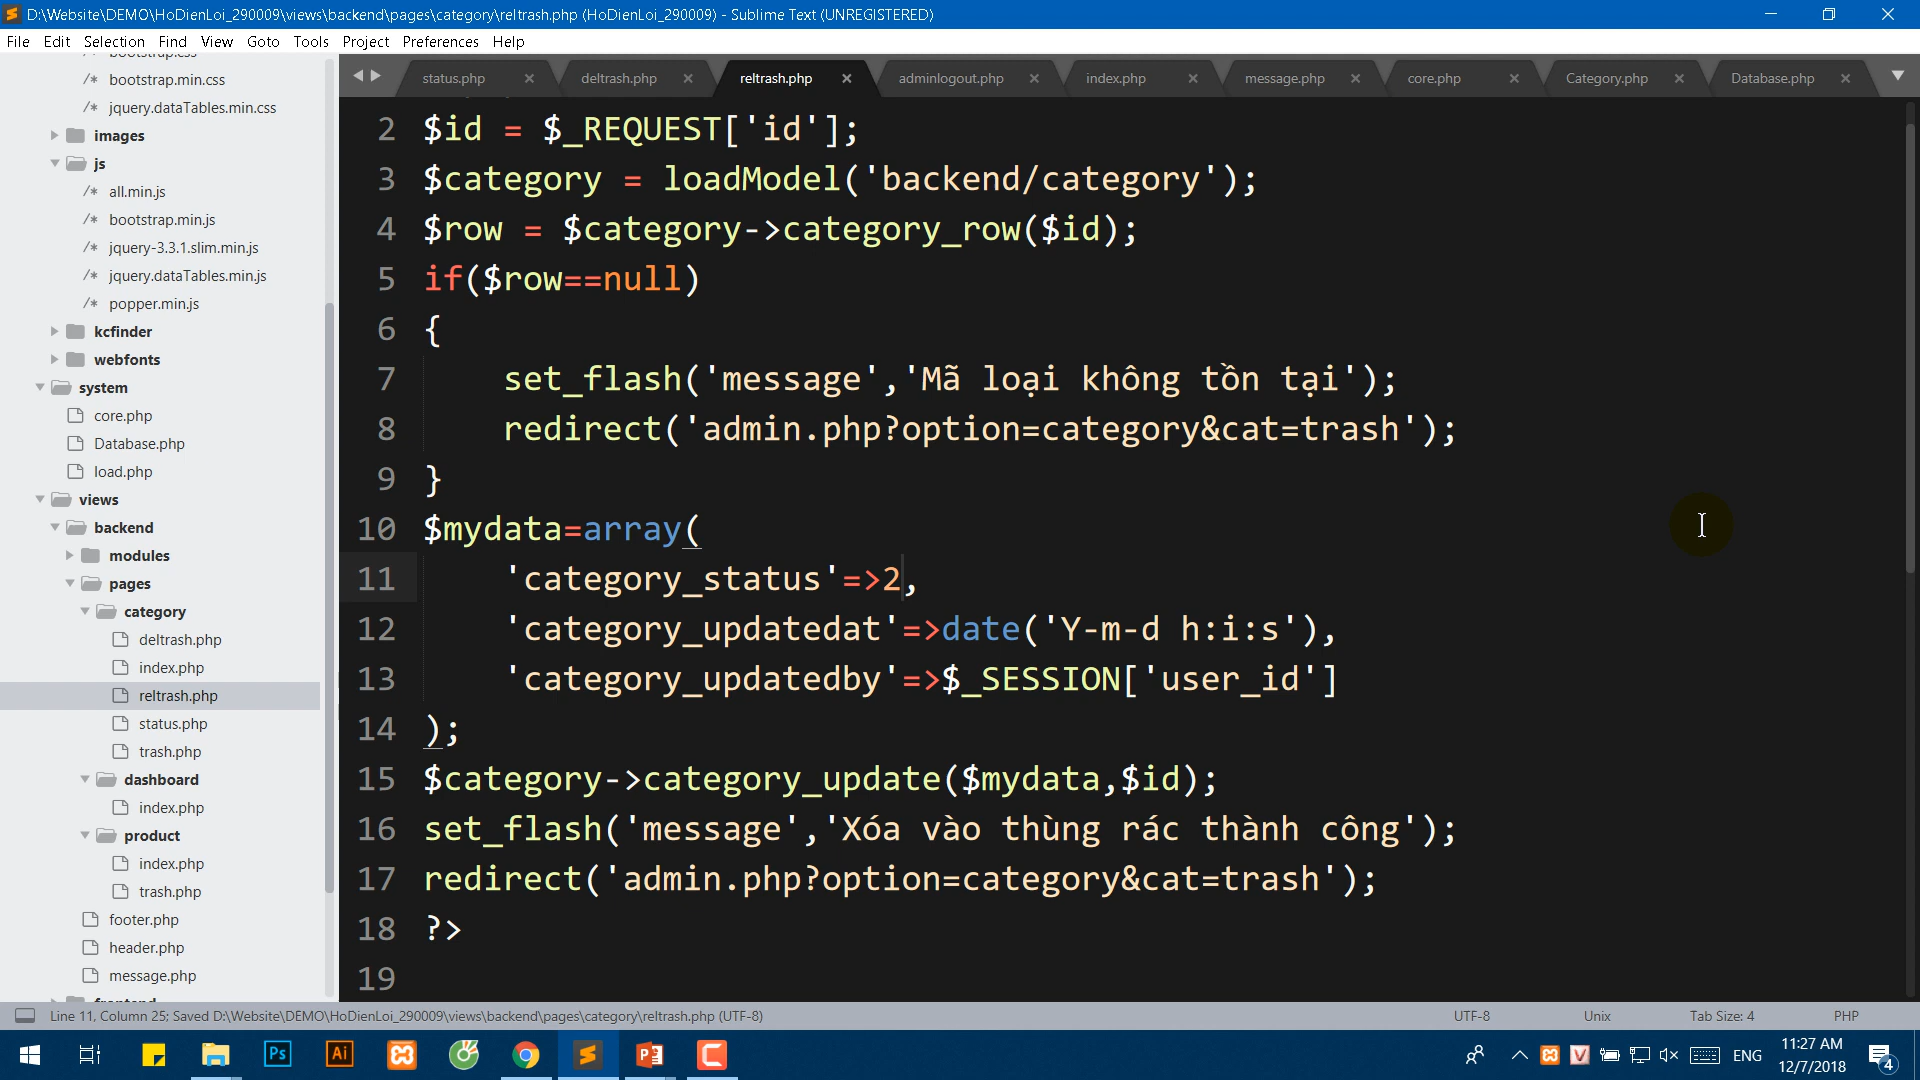 D:\Website\DEMO\HoDienLoi_290009\views\backend\pages\category\reltrash.php (HoDienLoi_290009) - Sublime Text (UNREGISTERED)
File Edit Selection Find View Goto Tools Project Preferences Help
status.php deltrash.php reltrash.php adminlogout.php index.php message.php core.php Category.php Database.php
bootstrap.css
/* bootstrap.min.css
/* jquery.dataTables.min.css
images
js
/* all.min.js
/* bootstrap.min.js
/* jquery-3.3.1.slim.min.js
/* jquery.dataTables.min.js
/* popper.min.js
kcfinder
webfonts
system
core.php
Database.php
load.php
views
backend
modules
pages
category
deltrash.php
index.php
reltrash.php
status.php
trash.php
dashboard
index.php
product
index.php
trash.php
footer.php
header.php
message.php
frontend
2 $id = $_REQUEST['id'];
3 $category = loadModel('backend/category');
4 $row = $category->category_row($id);
5 if($row==null)
6 {
7 set_flash('message','Mã loại không tồn tại');
8 redirect('admin.php?option=category&cat=trash');
9 }
10 $mydata=array(
11 'category_status'=>2,
12 'category_updatedat'=>date('Y-m-d h:i:s'),
13 'category_updatedby'=>$_SESSION['user_id']
14 );
15 $category->category_update($mydata,$id);
16 set_flash('message','Xóa vào thùng rác thành công');
17 redirect('admin.php?option=category&cat=trash');
18 ?>
19
Line 11, Column 25; Saved D:\Website\DEMO\HoDienLoi_290009\views\backend\pages\category\reltrash.php (UTF-8) UTF-8 Unix Tab Size: 4 PHP
Ps Ai ENG 11:27 AM
12/7/2018 4